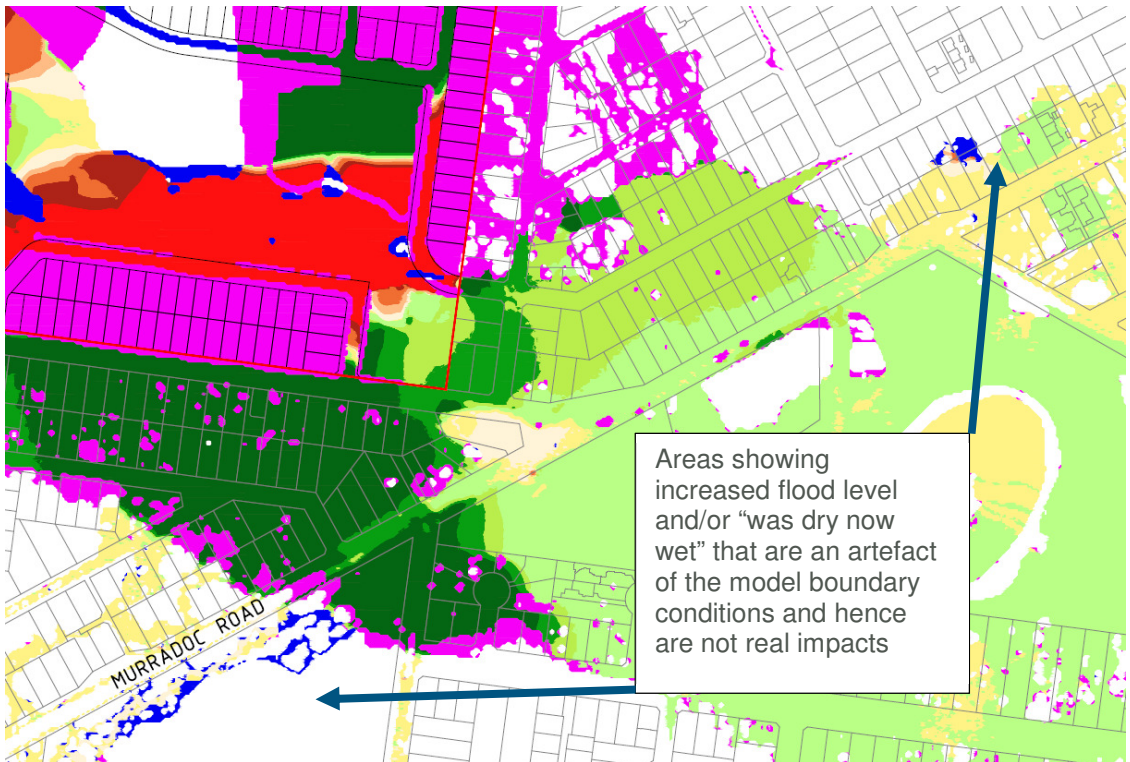 Areas showing
increased flood level
and/or “was dry now
wet” that are an artefact
of the model boundary
conditions and hence
are not real impacts
MURRADOC ROAD